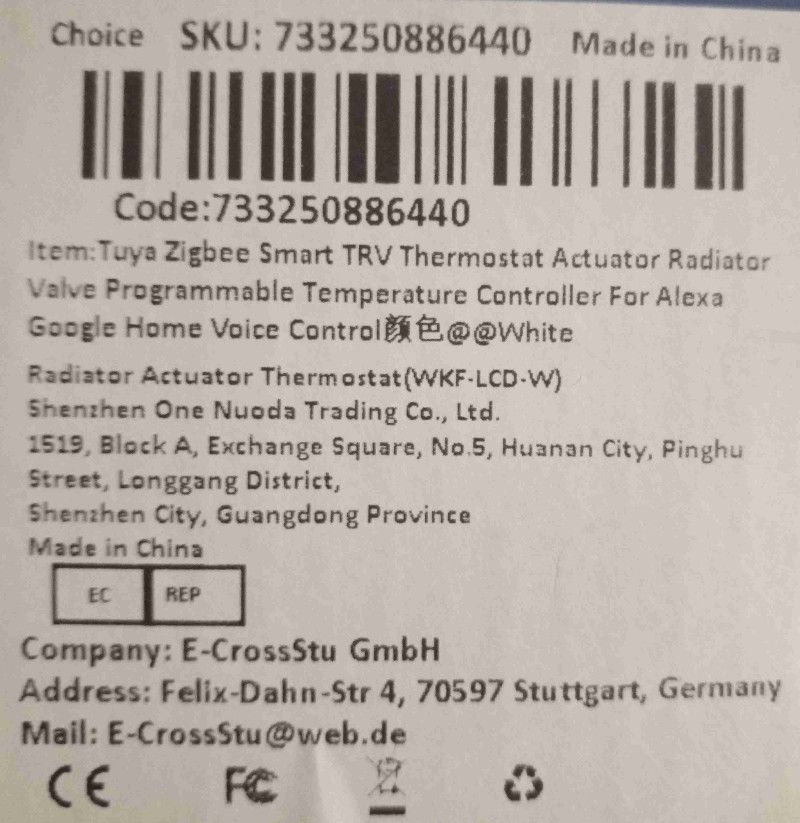 Choice SKU: 733250886440 Made in China
Code:733250886440
Item:Tuya Zigbee Smart TRV Thermostat Actuator Radiator
Valve Programmable Temperature Controller For Alexa
Google Home Voice Control颜色@@White
Radiator Actuator Thermostat(WKF-LCD-W)
Shenzhen One Nuoda Trading Co., Ltd.
1519, Block A, Exchange Square, No.5, Huanan City, Pinghu
Street, Longgang District,
Shenzhen City, Guangdong Province
Made in China
EC REP
Company: E-CrossStu GmbH
Address: Felix-Dahn-Str 4, 70597 Stuttgart, Germany
Mail: E-CrossStu@web.de
CE FC